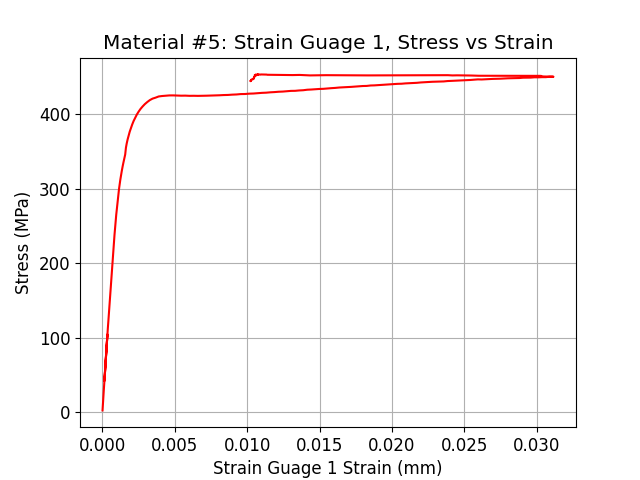 Material #5: Strain Guage 1, Stress vs Strain
400
300
200
100
0
Stress (MPa)
0.000 0.005 0.010 0.015 0.020 0.025 0.030
Strain Guage 1 Strain (mm)